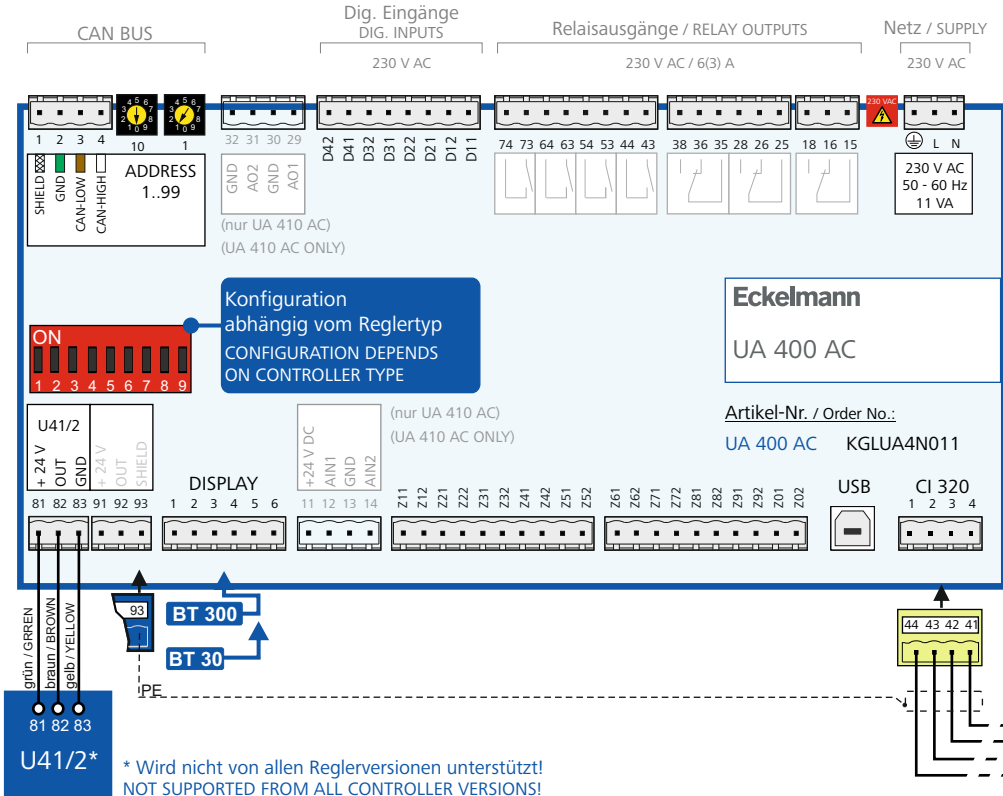 CAN BUS
Dig. Eingänge
DIG. INPUTS
Relaisausgänge / RELAY OUTPUTS
Netz / SUPPLY
230 V AC
230 V AC / 6(3) A
230 V AC
1 2 3 4
10
1
32 31 30 29
D42 D41 D32 D31 D22 D21 D12 D11
74 73 64 63 54 53 44 43
38 36 35 28 26 25
18 16 15
230 VAC
L N
SHIELD
GND
CAN-LOW
CAN-HIGH
ADDRESS
1..99
GND
AO2
GND
AO1
(nur UA 410 AC)
(UA 410 AC ONLY)
230 V AC
50 - 60 Hz
11 VA
Konfiguration
abhängig vom Reglertyp
CONFIGURATION DEPENDS
ON CONTROLLER TYPE
Eckelmann
UA 400 AC
ON
1 2 3 4 5 6 7 8 9
Artikel-Nr. / Order No.:
UA 400 AC KGLUA4N011
U41/2
+ 24 V
OUT
GND
+ 24 V
OUT
SHIELD
81 82 83 91 92 93
DISPLAY
1 2 3 4 5 6
+24 V DC
AIN1
GND
AIN2
11 12 13 14
(nur UA 410 AC)
(UA 410 AC ONLY)
Z11 Z12 Z21 Z22 Z31 Z32 Z41 Z42 Z51 Z52
Z61 Z62 Z71 Z72 Z81 Z82 Z91 Z92 Z01 Z02
USB
CI 320
1 2 3 4
grün / GRREN
braun / BROWN
gelb / YELLOW
93
BT 300
BT 30
PE
44 43 42 41
81 82 83
U41/2*
* Wird nicht von allen Reglerversionen unterstützt!
NOT SUPPORTED FROM ALL CONTROLLER VERSIONS!